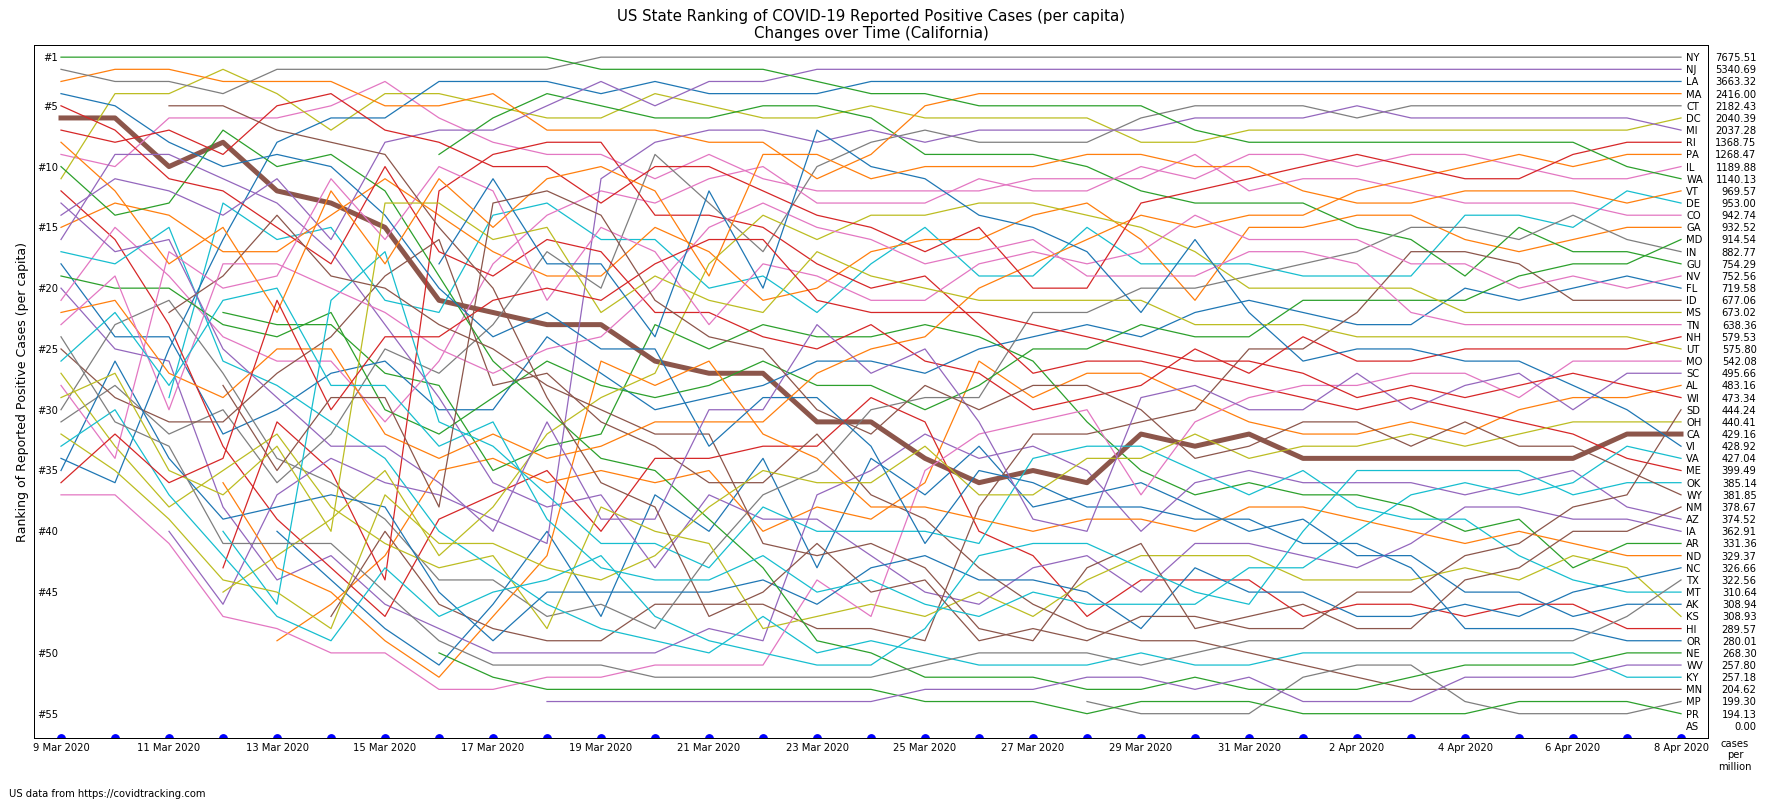 US State Ranking of COVID-19 Reported Positive Cases (per capita)
Changes over Time (California)
Ranking of Reported Positive Cases (per capita)
#1
#5
#10
#15
#20
#25
#30
#35
#40
#45
#50
#55
NY 7675.51
NJ 5340.69
LA 3663.32
MA 2416.00
CT 2182.43
DC 2040.39
MI 2037.28
RI 1368.75
PA 1268.47
IL 1189.88
WA 1140.13
VT 969.57
DE 953.00
CO 942.74
GA 932.52
MD 914.54
IN 882.77
GU 754.29
NV 752.56
FL 719.58
ID 677.06
MS 673.02
TN 638.36
NH 579.53
UT 575.80
MO 542.08
SC 495.66
AL 483.16
WI 473.34
SD 444.24
OH 440.41
CA 429.16
VI 428.92
VA 427.04
ME 399.49
OK 385.14
WY 381.85
NM 378.67
AZ 374.52
IA 362.91
AR 331.36
ND 329.37
NC 326.66
TX 322.56
MT 310.64
AK 308.94
KS 308.93
HI 289.57
OR 280.01
NE 268.30
WV 257.80
KY 257.18
MN 204.62
MP 199.30
PR 194.13
AS 0.00
9 Mar 2020
11 Mar 2020
13 Mar 2020
15 Mar 2020
17 Mar 2020
19 Mar 2020
21 Mar 2020
23 Mar 2020
25 Mar 2020
27 Mar 2020
29 Mar 2020
31 Mar 2020
2 Apr 2020
4 Apr 2020
6 Apr 2020
8 Apr 2020
cases
per
million
US data from https://covidtracking.com